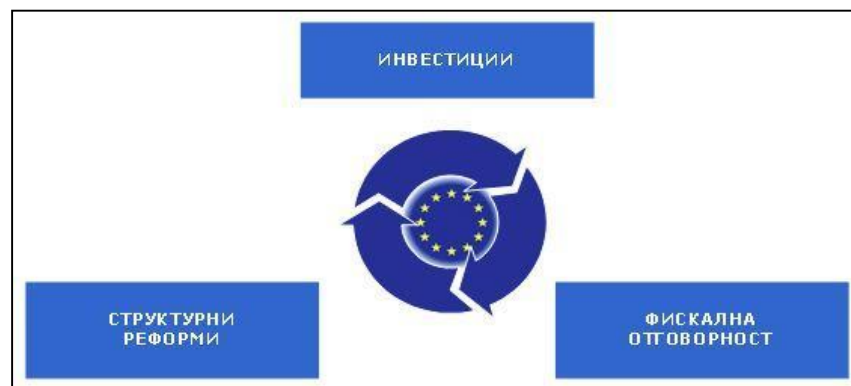 ИНВЕСТИЦИИ
СТРУКТУРНИ
РЕФОРМИ
ФИСКАЛНА
ОТГОВОРНОСТ